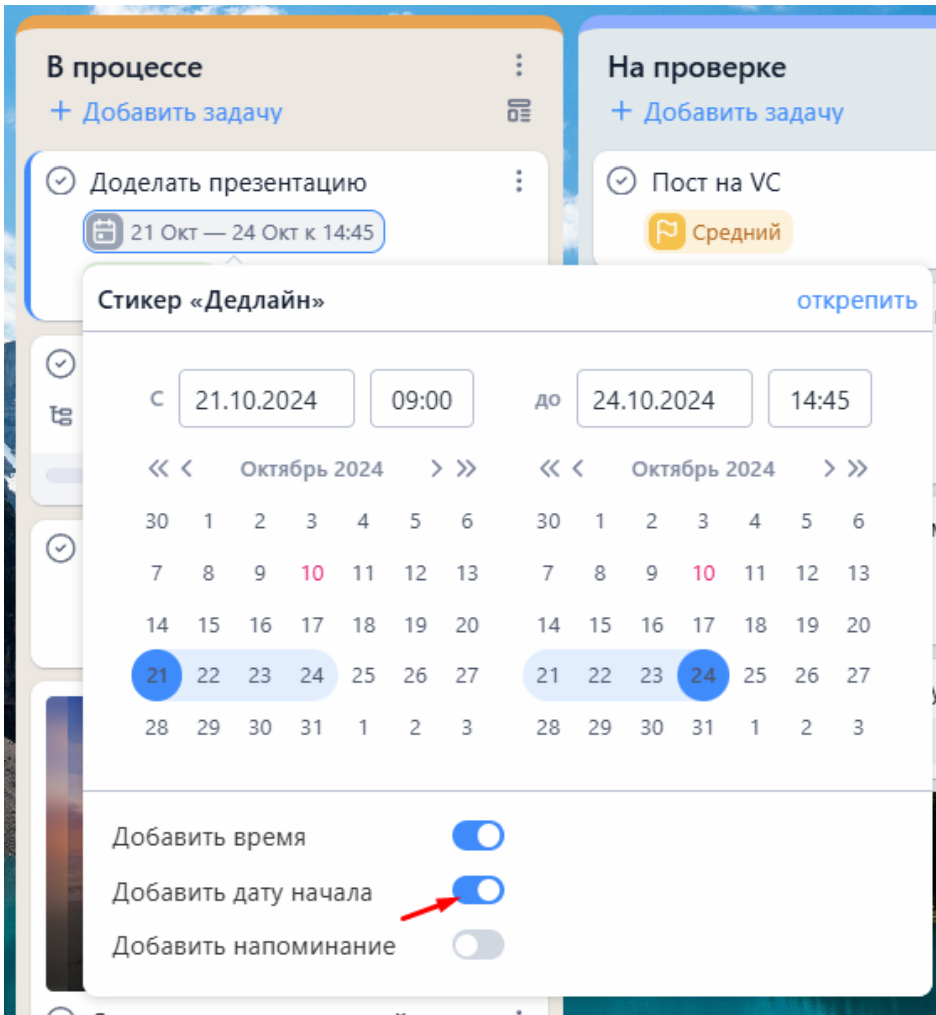 В процессе
+ Добавить задачу
Доделать презентацию
21 Окт — 24 Окт к 14:45
На проверке
+ Добавить задачу
Пост на VC
Средний
Стикер «Дедлайн»
открепить
с 21.10.2024 09:00 до 24.10.2024 14:45
« < Октябрь 2024 > » « < Октябрь 2024 > »
30 1 2 3 4 5 6 30 1 2 3 4 5 6
7 8 9 10 11 12 13 7 8 9 10 11 12 13
14 15 16 17 18 19 20 14 15 16 17 18 19 20
21 22 23 24 25 26 27 21 22 23 24 25 26 27
28 29 30 31 1 2 3 28 29 30 31 1 2 3
Добавить время
Добавить дату начала
Добавить напоминание